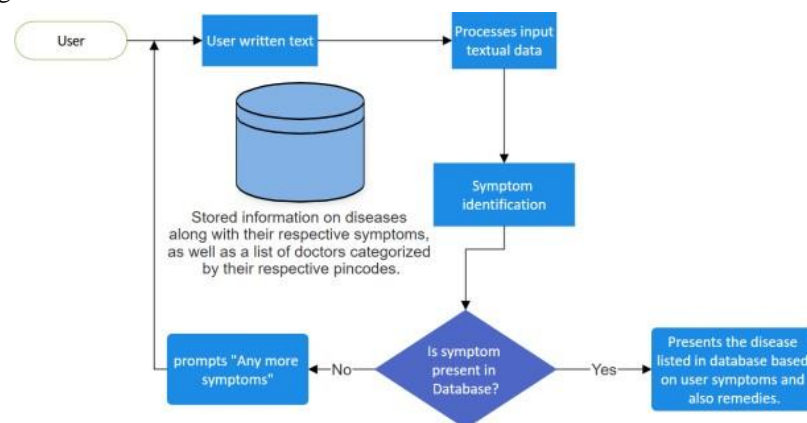 User
User written text
Processes input
textual data
Symptom
identification
Stored information on diseases
along with their respective symptoms,
as well as a list of doctors categorized
by their respective pincodes.
Is symptom
present in
Database?
No
prompts "Any more
symptoms"
Yes
Presents the disease
listed in database based
on user symptoms and
also remedies.